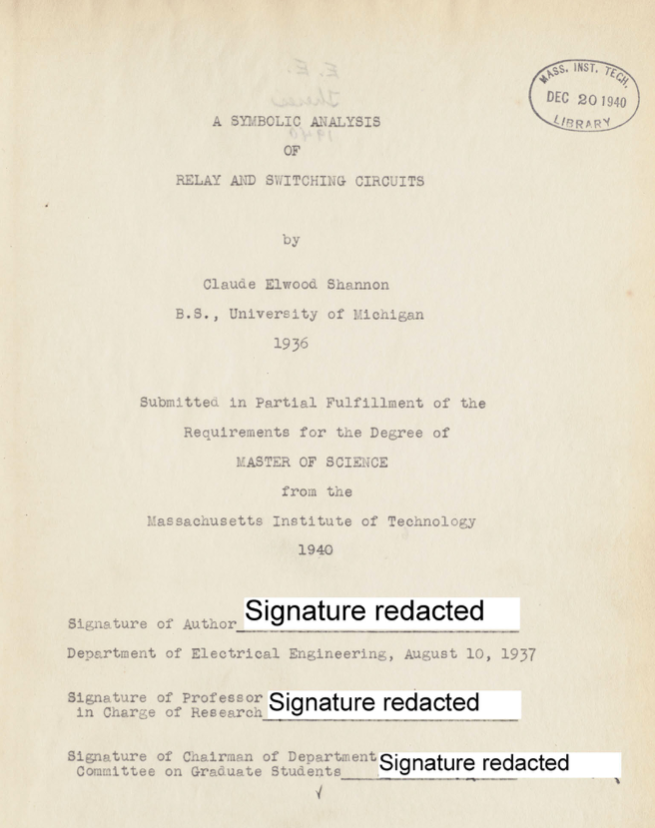 MASS. INST. TECH.
DEC 20 1940
LIBRARY
E. E.
Thesis
1940
A SYMBOLIC ANALYSIS
OF
RELAY AND SWITCHING CIRCUITS
by
Claude Elwood Shannon
B.S., University of Michigan
1936
Submitted in Partial Fulfillment of the
Requirements for the Degree of
MASTER OF SCIENCE
from the
Massachusetts Institute of Technology
1940
Signature of Author Signature redacted
Department of Electrical Engineering, August 10, 1937
Signature of Professor
in Charge of Research Signature redacted
Signature of Chairman of Department
Committee on Graduate Students Signature redacted